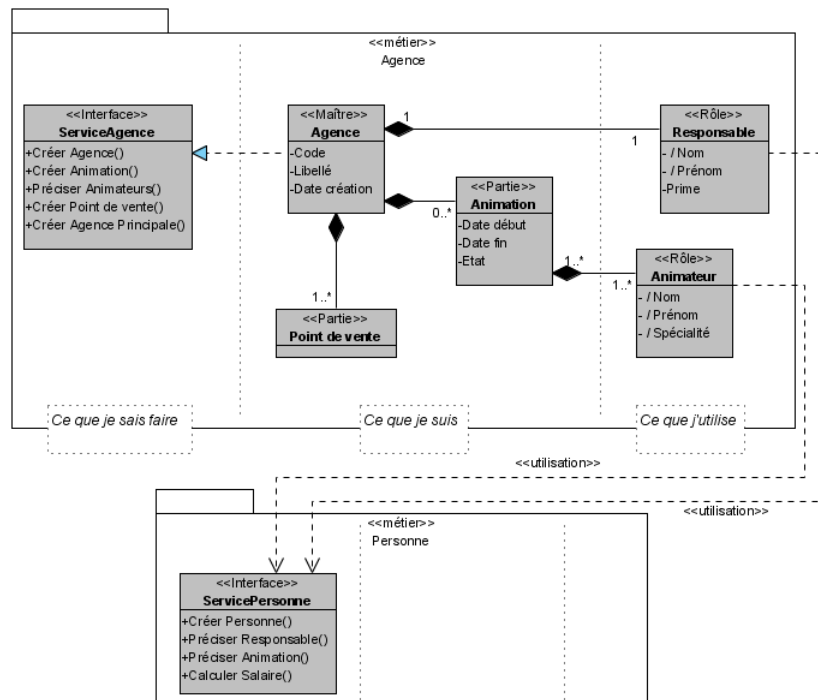 <<métier>>
Agence
<<Interface>>
ServiceAgence
+Créer Agence()
+Créer Animation()
+Préciser Animateurs()
+Créer Point de vente()
+Créer Agence Principale()
<<Maître>>
Agence
-Code
-Libellé
-Date création
1
1
<<Rôle>>
Responsable
- / Nom
- / Prénom
-Prime
0..*
<<Partie>>
Animation
-Date début
-Date fin
-Etat
1..*
1..*
<<Rôle>>
Animateur
- / Nom
- / Prénom
- / Spécialité
1..*
<<Partie>>
Point de vente
Ce que je sais faire
Ce que je suis
Ce que j'utilise
<<utilisation>>
<<utilisation>>
<<métier>>
Personne
<<Interface>>
ServicePersonne
+Créer Personne()
+Préciser Responsable()
+Préciser Animation()
+Calculer Salaire()